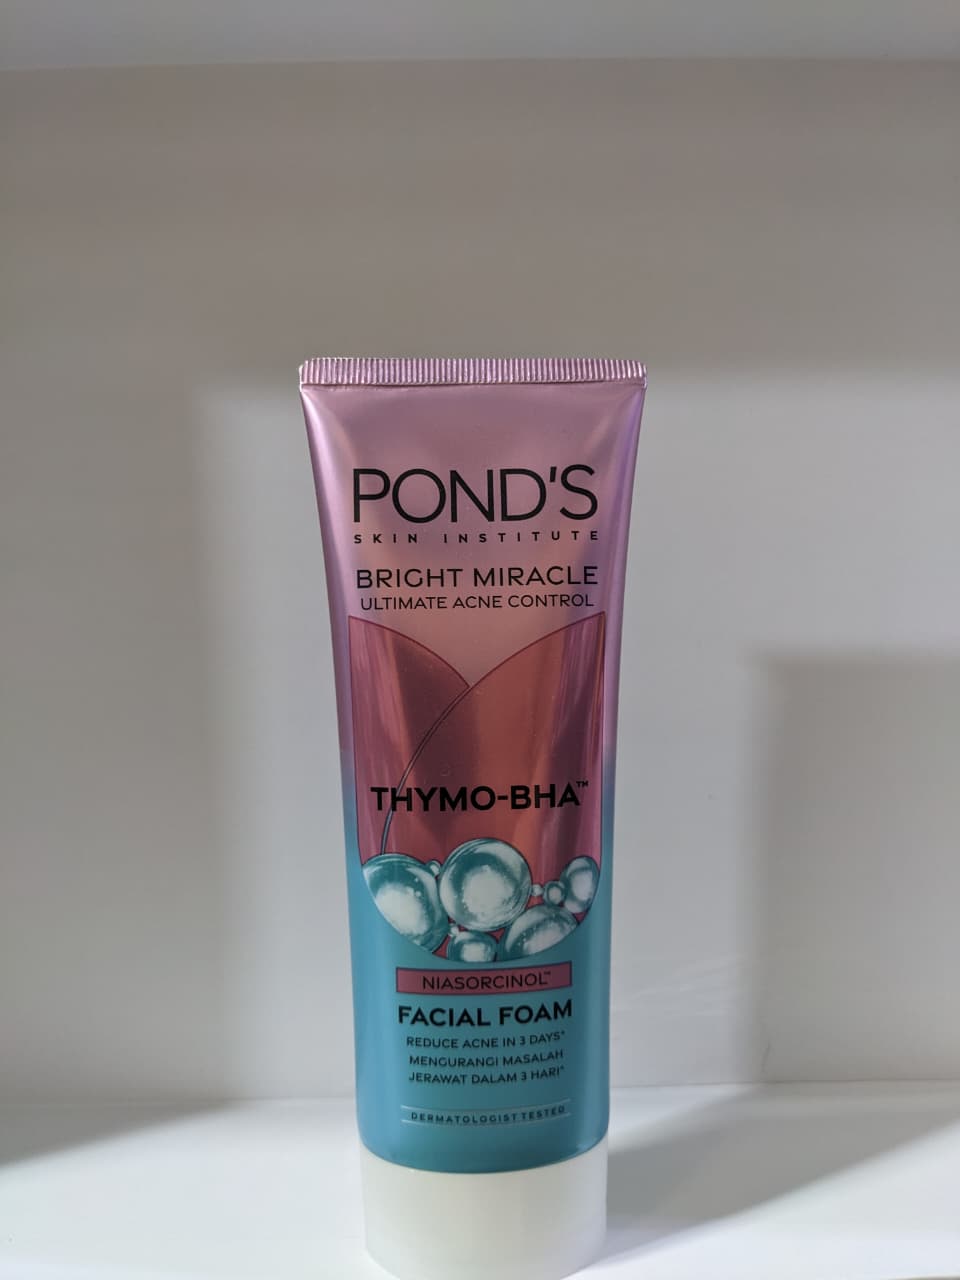 POND'S
SKIN INSTITUTE
BRIGHT MIRACLE
ULTIMATE ACNE CONTROL
THYMO-BHA™
NIASORCINOL™
FACIAL FOAM
REDUCE ACNE IN 3 DAYS*
MENGURANGI MASALAH
JERAWAT DALAM 3 HARI*
DERMATOLOGIST TESTED